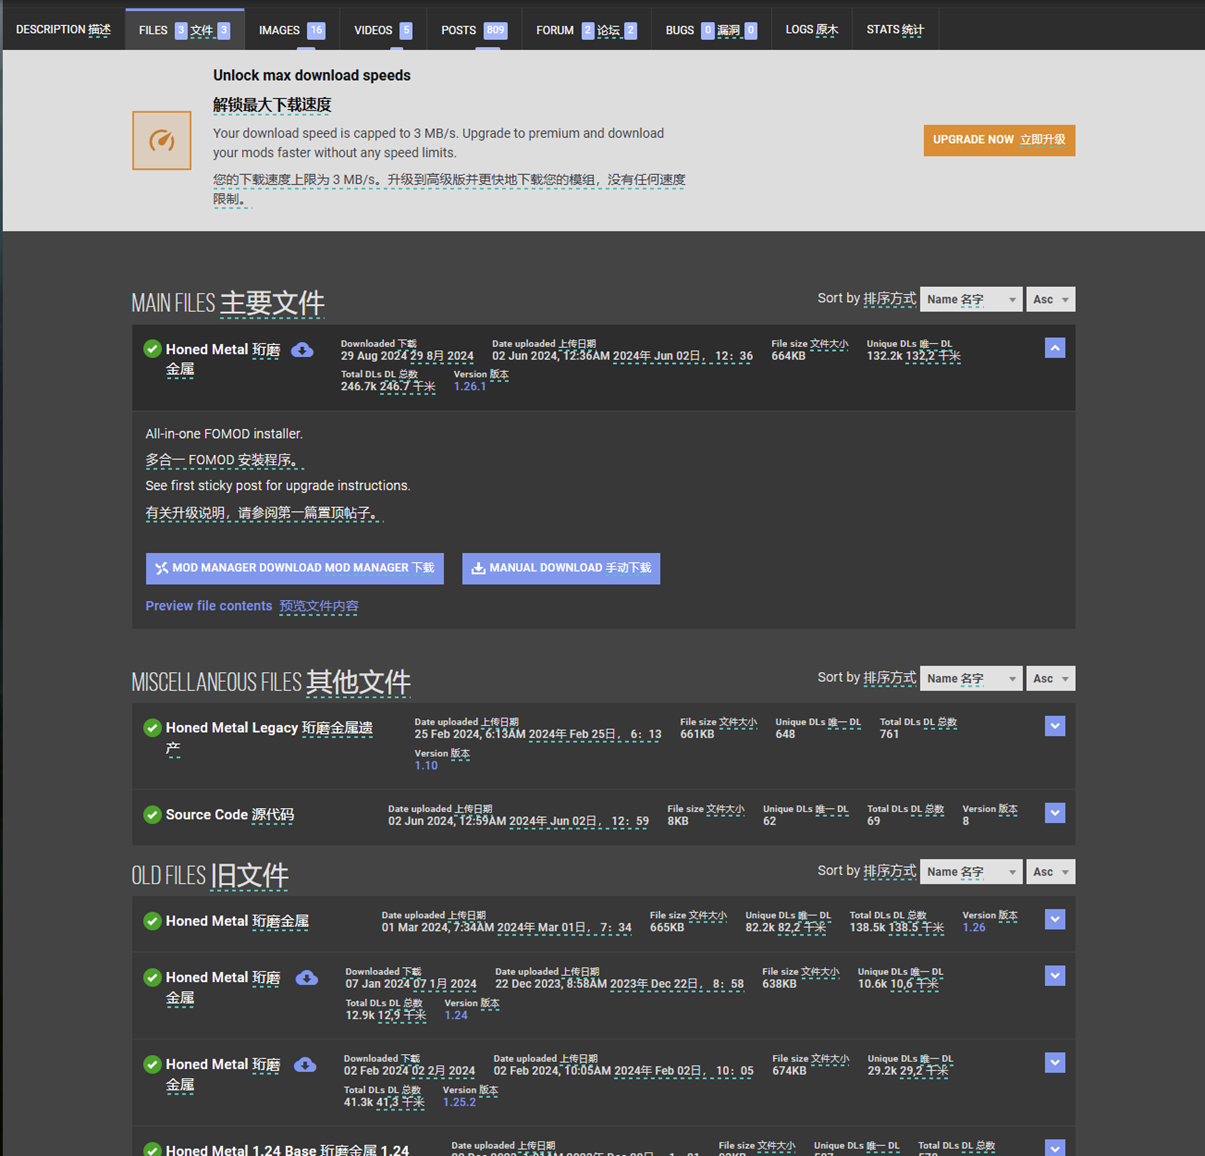 DESCRIPTION 描述 FILES 3 文件 3 IMAGES 16 VIDEOS 5 POSTS 809 FORUM 2 论坛 2 BUGS 0 漏洞 0 LOGS 原木 STATS 统计
Unlock max download speeds
解锁最大下载速度
Your download speed is capped to 3 MB/s. Upgrade to premium and download
your mods faster without any speed limits.
UPGRADE NOW 立即升级
您的下载速度上限为 3 MB/s。升级到高级版并更快地下载您的模组，没有任何速度
限制。
MAIN FILES 主要文件 Sort by 排序方式 Name 名字 Asc
Honed Metal 珩磨
金属
Downloaded 下载 Date uploaded 上传日期 File size 文件大小 Unique DLs 唯一 DL
29 Aug 2024 29 8月 2024 02 Jun 2024, 12:36AM 2024年 Jun 02日，12：36 664KB 132.2k 132,2 千米
Total DLs DL 总数 Version 版本
246.7k 246.7 千米 1.26.1
All-in-one FOMOD installer.
多合一 FOMOD 安装程序。
See first sticky post for upgrade instructions.
有关升级说明，请参阅第一篇置顶帖子。
MOD MANAGER DOWNLOAD MOD MANAGER 下载 MANUAL DOWNLOAD 手动下载
Preview file contents 预览文件内容
MISCELLANEOUS FILES 其他文件 Sort by 排序方式 Name 名字 Asc
Honed Metal Legacy 珩磨金属遗
产
Date uploaded 上传日期 File size 文件大小 Unique DLs 唯一 DL Total DLs DL 总数
25 Feb 2024, 6:13AM 2024年 Feb 25日，6：13 661KB 648 761
Version 版本
1.10
Source Code 源代码
Date uploaded 上传日期 File size 文件大小 Unique DLs 唯一 DL Total DLs DL 总数 Version 版本
02 Jun 2024, 12:59AM 2024年 Jun 02日，12：59 8KB 62 69 8
OLD FILES 旧文件 Sort by 排序方式 Name 名字 Asc
Honed Metal 珩磨金属
Date uploaded 上传日期 File size 文件大小 Unique DLs 唯一 DL Total DLs DL 总数 Version 版本
01 Mar 2024, 7:34AM 2024年 Mar 01日，7：34 665KB 82.2k 82,2 千米 138.5k 138.5 千米 1.26
Honed Metal 珩磨
金属
Downloaded 下载 Date uploaded 上传日期 File size 文件大小 Unique DLs 唯一 DL
07 Jan 2024 07 1月 2024 22 Dec 2023, 8:58AM 2023年 Dec 22日，8：58 638KB 10.6k 10,6 千米
Total DLs DL 总数 Version 版本
12.9k 12,9 千米 1.24
Honed Metal 珩磨
金属
Downloaded 下载 Date uploaded 上传日期 File size 文件大小 Unique DLs 唯一 DL
02 Feb 2024 02 2月 2024 02 Feb 2024, 10:05AM 2024年 Feb 02日，10：05 674KB 29.2k 29,2 千米
Total DLs DL 总数 Version 版本
41.3k 41,3 千米 1.25.2
Honed Metal 1.24 Base 珩磨金属 1.24
Date uploaded 上传日期 File size 文件大小 Unique DLs 唯一 DL Total DLs DL 总数